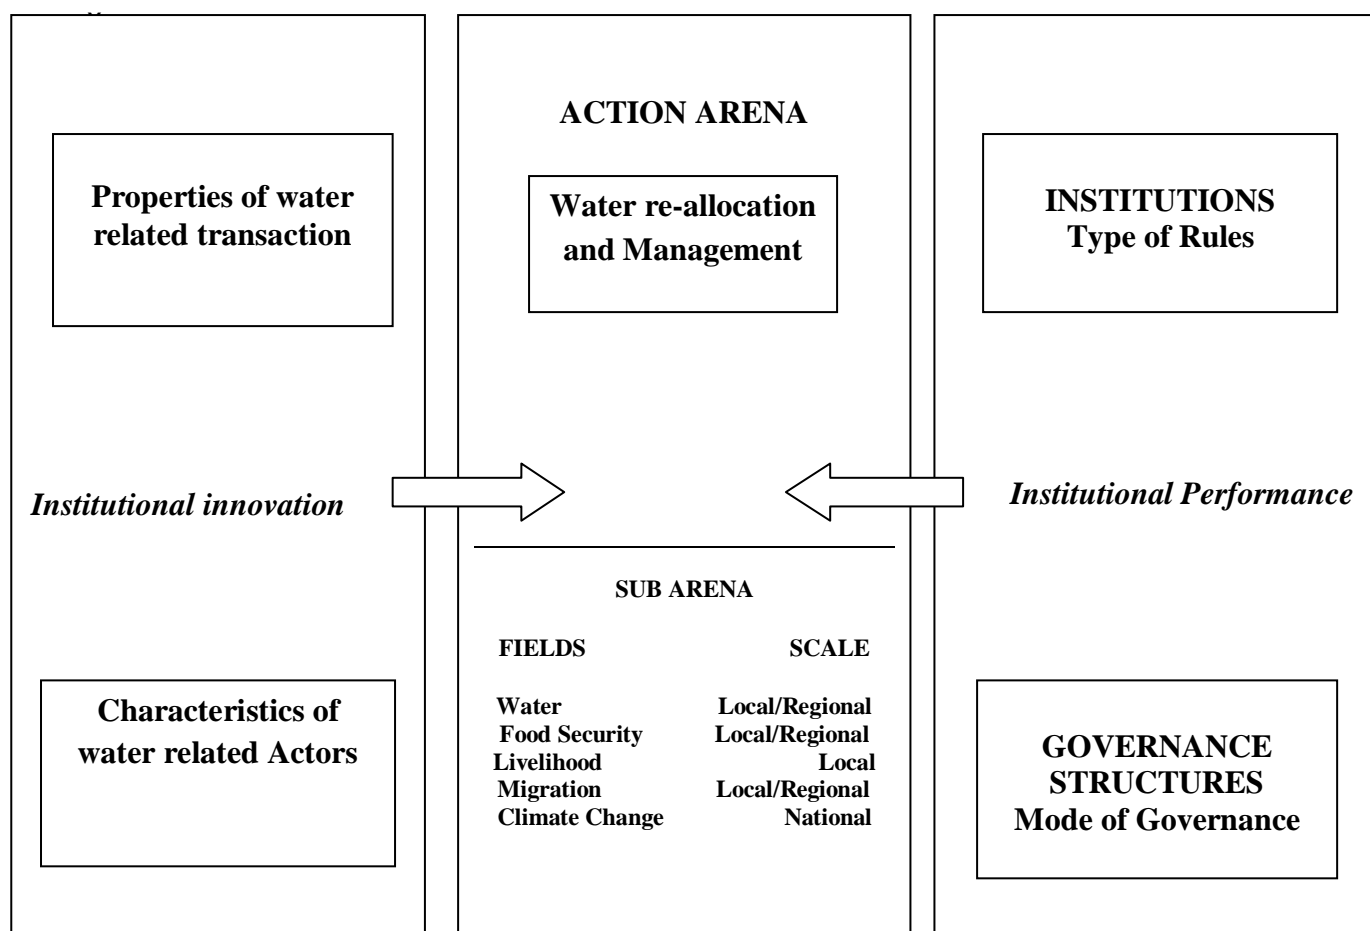 Properties of water
related transaction
Institutional innovation
Characteristics of
water related Actors
ACTION ARENA
Water re-allocation
and Management
SUB ARENA
FIELDS SCALE
Water Local/Regional
Food Security Local/Regional
Livelihood Local
Migration Local/Regional
Climate Change National
INSTITUTIONS
Type of Rules
Institutional Performance
GOVERNANCE
STRUCTURES
Mode of Governance